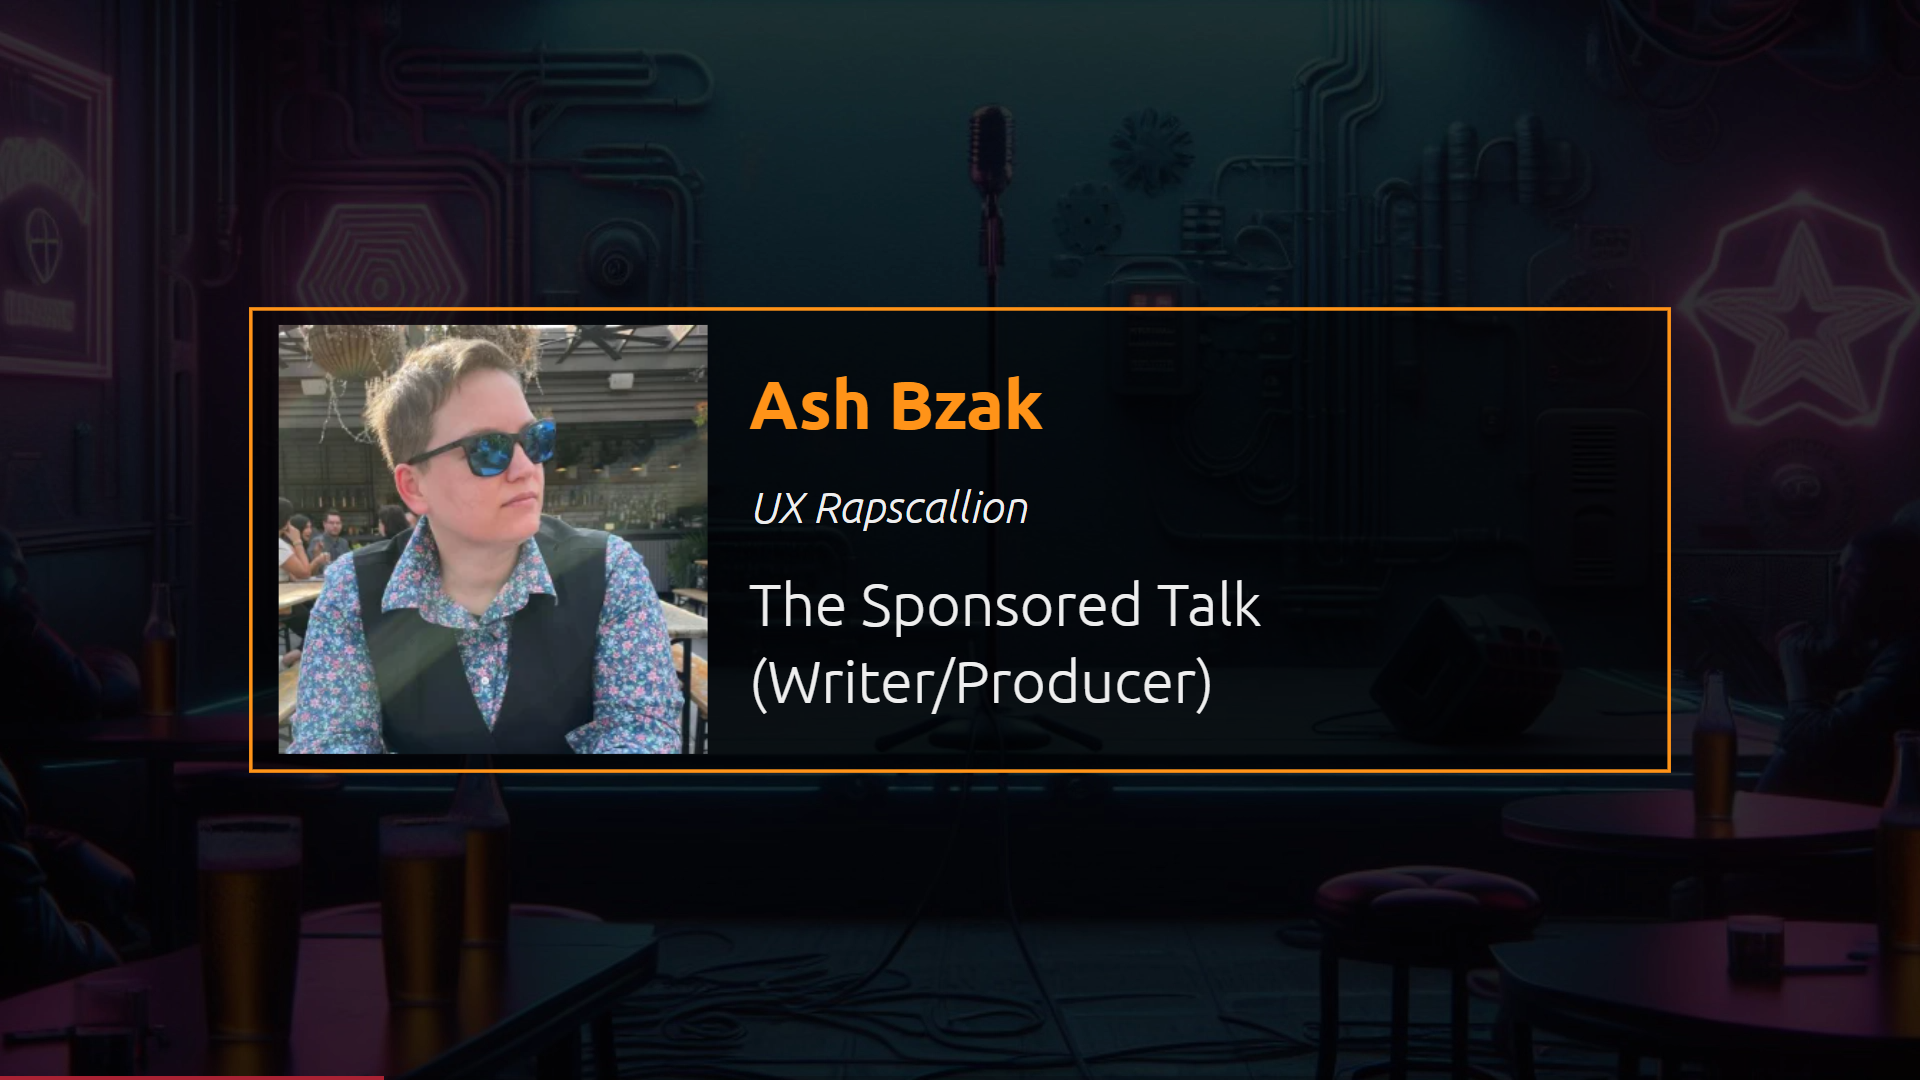 Ash Bzak
UX Rapscallion
The Sponsored Talk
(Writer/Producer)